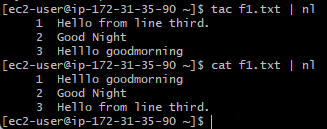 [ec2-user@ip-172-31-35-90 ~]$ tac f1.txt | nl
     1  Hello from line third.
     2  Good Night
     3  Helllo goodmorning
[ec2-user@ip-172-31-35-90 ~]$ cat f1.txt | nl
     1  Helllo goodmorning
     2  Good Night
     3  Hello from line third.
[ec2-user@ip-172-31-35-90 ~]$